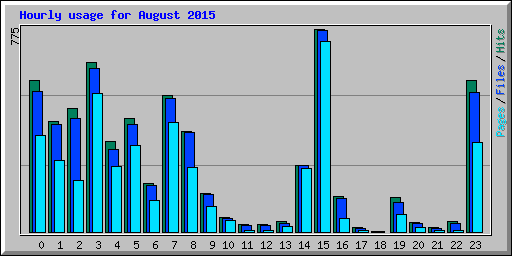 Hourly usage for August 2015
775
Pages / Files / Hits
0 1 2 3 4 5 6 7 8 9 10 11 12 13 14 15 16 17 18 19 20 21 22 23